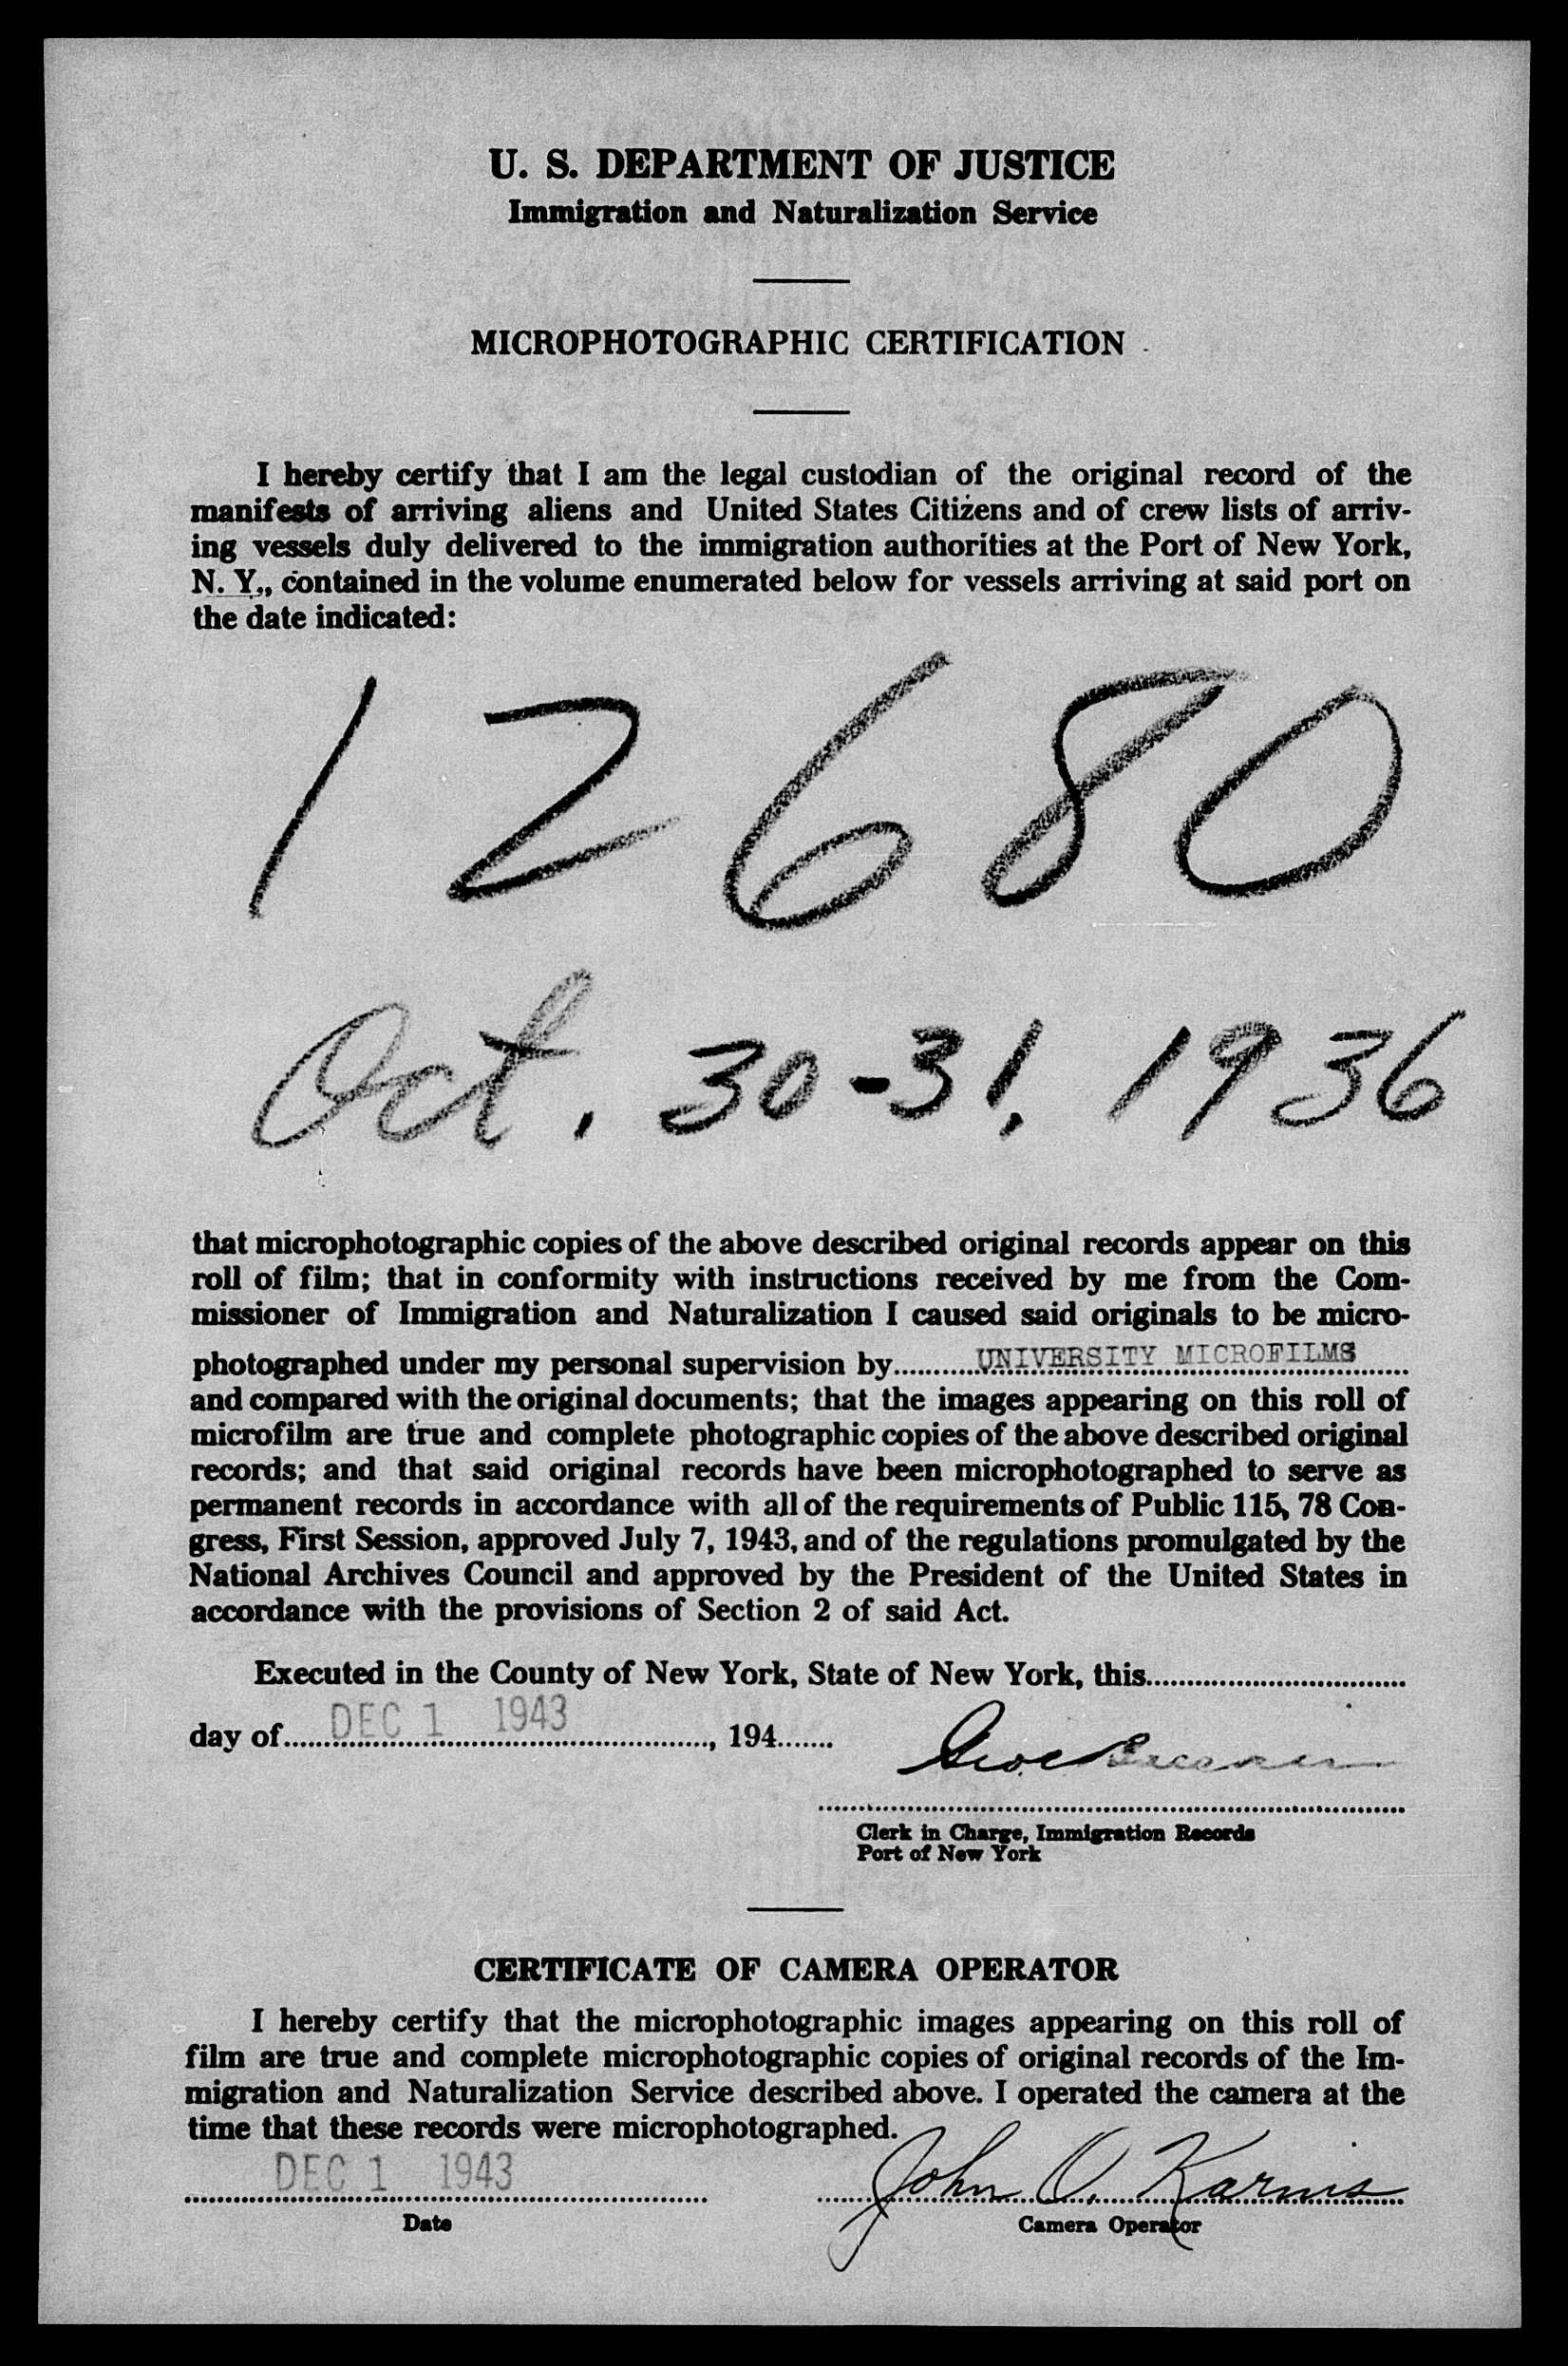 U. S. DEPARTMENT OF JUSTICE
Immigration and Naturalization Service
MICROPHOTOGRAPHIC CERTIFICATION
I hereby certify that I am the legal custodian of the original record of the
manifests of arriving aliens and United States Citizens and of crew lists of arriv-
ing vessels duly delivered to the immigration authorities at the Port of New York,
N. Y., contained in the volume enumerated below for vessels arriving at said port on
the date indicated:
12680
Oct. 30-31, 1936
that microphotographic copies of the above described original records appear on this
roll of film; that in conformity with instructions received by me from the Com-
missioner of Immigration and Naturalization I caused said originals to be micro-
photographed under my personal supervision by UNIVERSITY MICROFILMS
and compared with the original documents; that the images appearing on this roll of
microfilm are true and complete photographic copies of the above described original
records; and that said original records have been microphotographed to serve as
permanent records in accordance with all of the requirements of Public 115, 78 Con-
gress, First Session, approved July 7, 1943, and of the regulations promulgated by the
National Archives Council and approved by the President of the United States in
accordance with the provisions of Section 2 of said Act.
Executed in the County of New York, State of New York, this
day of DEC 1 1943, 194
Clerk in Charge, Immigration Records
Port of New York
CERTIFICATE OF CAMERA OPERATOR
I hereby certify that the microphotographic images appearing on this roll of
film are true and complete microphotographic copies of original records of the Im-
migration and Naturalization Service described above. I operated the camera at the
time that these records were microphotographed.
DEC 1 1943 John O. Karnis
Date Camera Operator